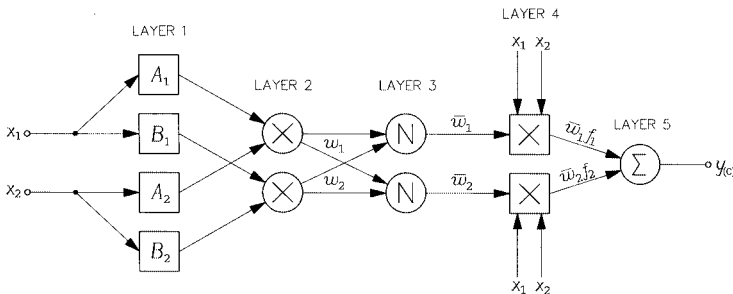 LAYER 1
LAYER 2
LAYER 3
LAYER 4
LAYER 5
x₁ x₂
x₁
x₂
A₁
B₁
A₂
B₂
×
×
w₁
w₂
N
N
w̅₁
w̅₂
×
×
w̅₁f₁
w̅₂f₂
Σ
y(c)
x₁ x₂